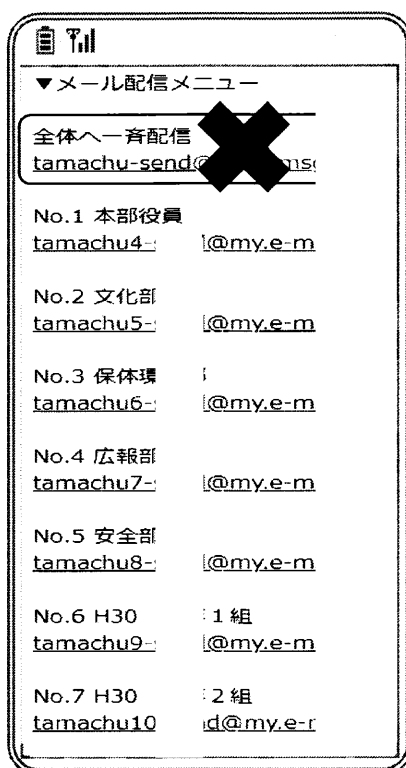 ▼メール配信メニュー
全体へ一斉配信
tamachu-send@
No.1 本部役員
tamachu4- @my.e-m
No.2 文化部
tamachu5- @my.e-m
No.3 保体環
tamachu6- @my.e-m
No.4 広報部
tamachu7- @my.e-m
No.5 安全部
tamachu8- @my.e-m
No.6 H30 1組
tamachu9- @my.e-m
No.7 H30 2組
tamachu10 d@my.e-